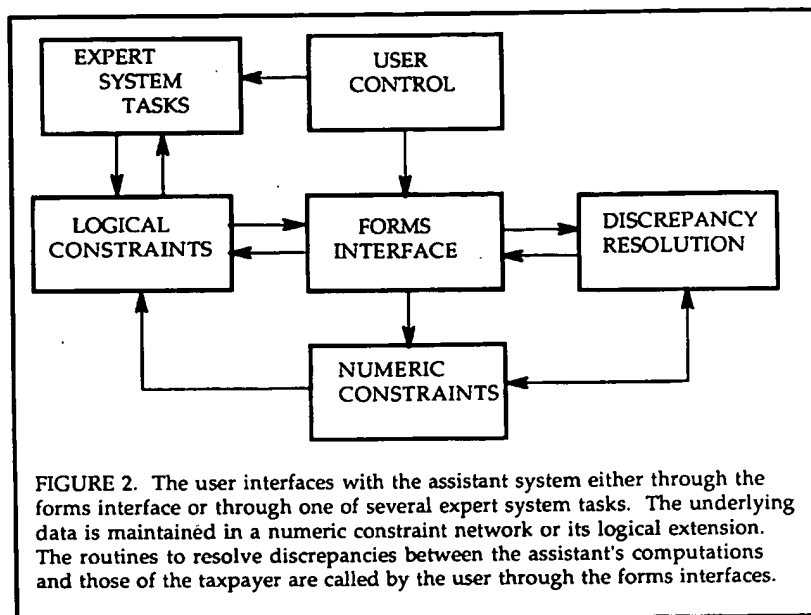 EXPERT
SYSTEM
TASKS
USER
CONTROL
LOGICAL
CONSTRAINTS
FORMS
INTERFACE
DISCREPANCY
RESOLUTION
NUMERIC
CONSTRAINTS
FIGURE 2. The user interfaces with the assistant system either through the
forms interface or through one of several expert system tasks. The underlying
data is maintained in a numeric constraint network or its logical extension.
The routines to resolve discrepancies between the assistant's computations
and those of the taxpayer are called by the user through the forms interfaces.